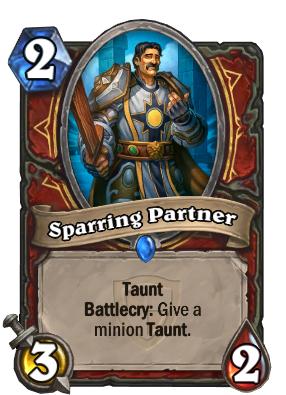 2
Sparring Partner
Taunt
Battlecry: Give a
minion Taunt.
3
2